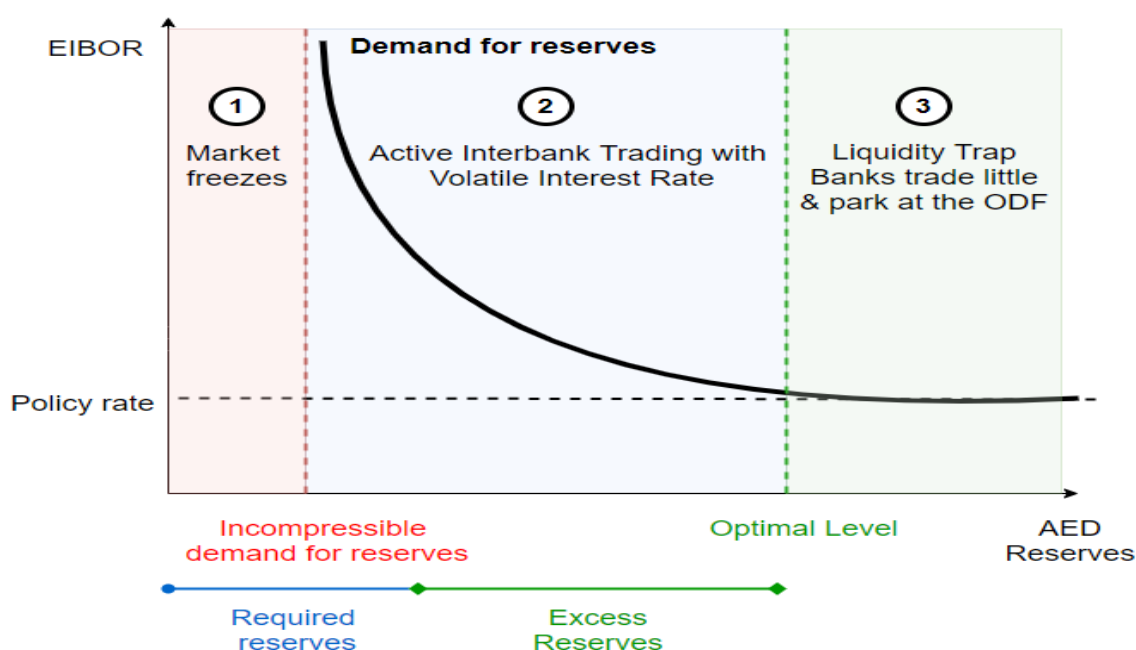 EIBOR
Demand for reserves
1
Market
freezes
2
Active Interbank Trading with
Volatile Interest Rate
3
Liquidity Trap
Banks trade little
& park at the ODF
Policy rate
Incompressible
demand for reserves
Optimal Level
AED
Reserves
Required
reserves
Excess
Reserves